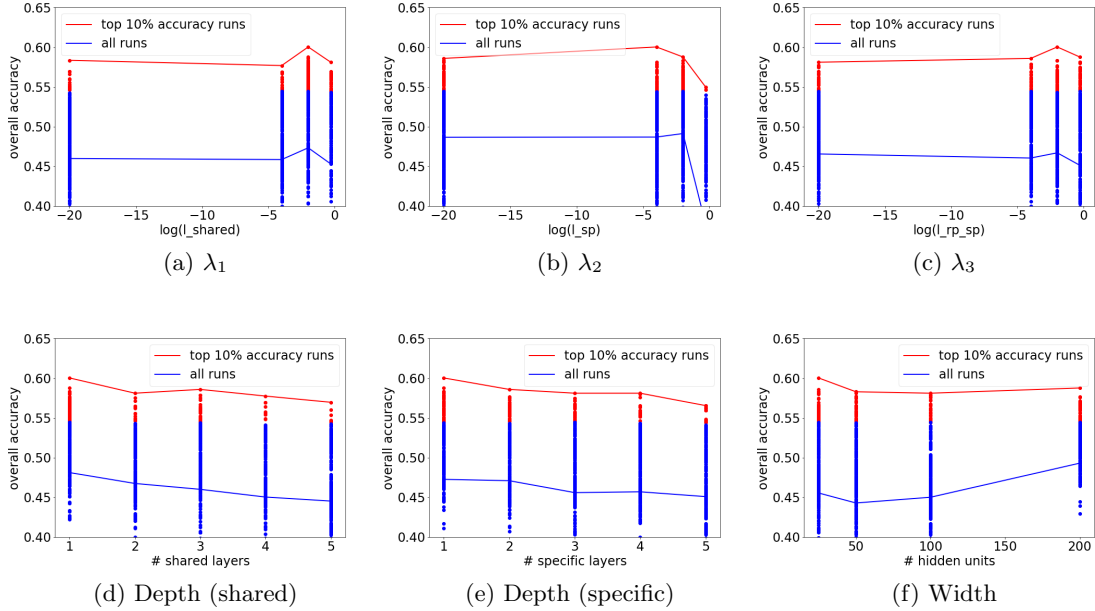 top 10% accuracy runs
all runs
overall accuracy
0.65
0.60
0.55
0.50
0.45
0.40
−20 −15 −10 −5 0
log(l_shared)
(a) λ₁
top 10% accuracy runs
all runs
overall accuracy
0.65
0.60
0.55
0.50
0.45
0.40
−20 −15 −10 −5 0
log(l_sp)
(b) λ₂
top 10% accuracy runs
all runs
overall accuracy
0.65
0.60
0.55
0.50
0.45
0.40
−20 −15 −10 −5 0
log(l_rp_sp)
(c) λ₃
top 10% accuracy runs
all runs
overall accuracy
0.65
0.60
0.55
0.50
0.45
0.40
1 2 3 4 5
# shared layers
(d) Depth (shared)
top 10% accuracy runs
all runs
overall accuracy
0.65
0.60
0.55
0.50
0.45
0.40
1 2 3 4 5
# specific layers
(e) Depth (specific)
top 10% accuracy runs
all runs
overall accuracy
0.65
0.60
0.55
0.50
0.45
0.40
50 100 150 200
# hidden units
(f) Width